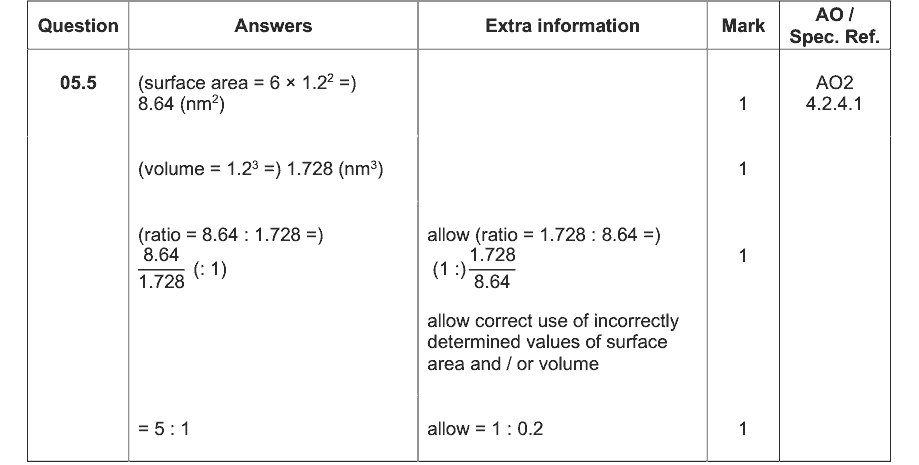 Question Answers Extra information Mark AO /
Spec. Ref.
05.5 (surface area = 6 × 1.2² =)
8.64 (nm²) 1 AO2
4.2.4.1
(volume = 1.2³ =) 1.728 (nm³) 1
(ratio = 8.64 : 1.728 =)
8.64
1.728 (: 1)
allow (ratio = 1.728 : 8.64 =)
(1 :) 1.728
8.64
1
allow correct use of incorrectly
determined values of surface
area and / or volume
= 5 : 1 allow = 1 : 0.2 1